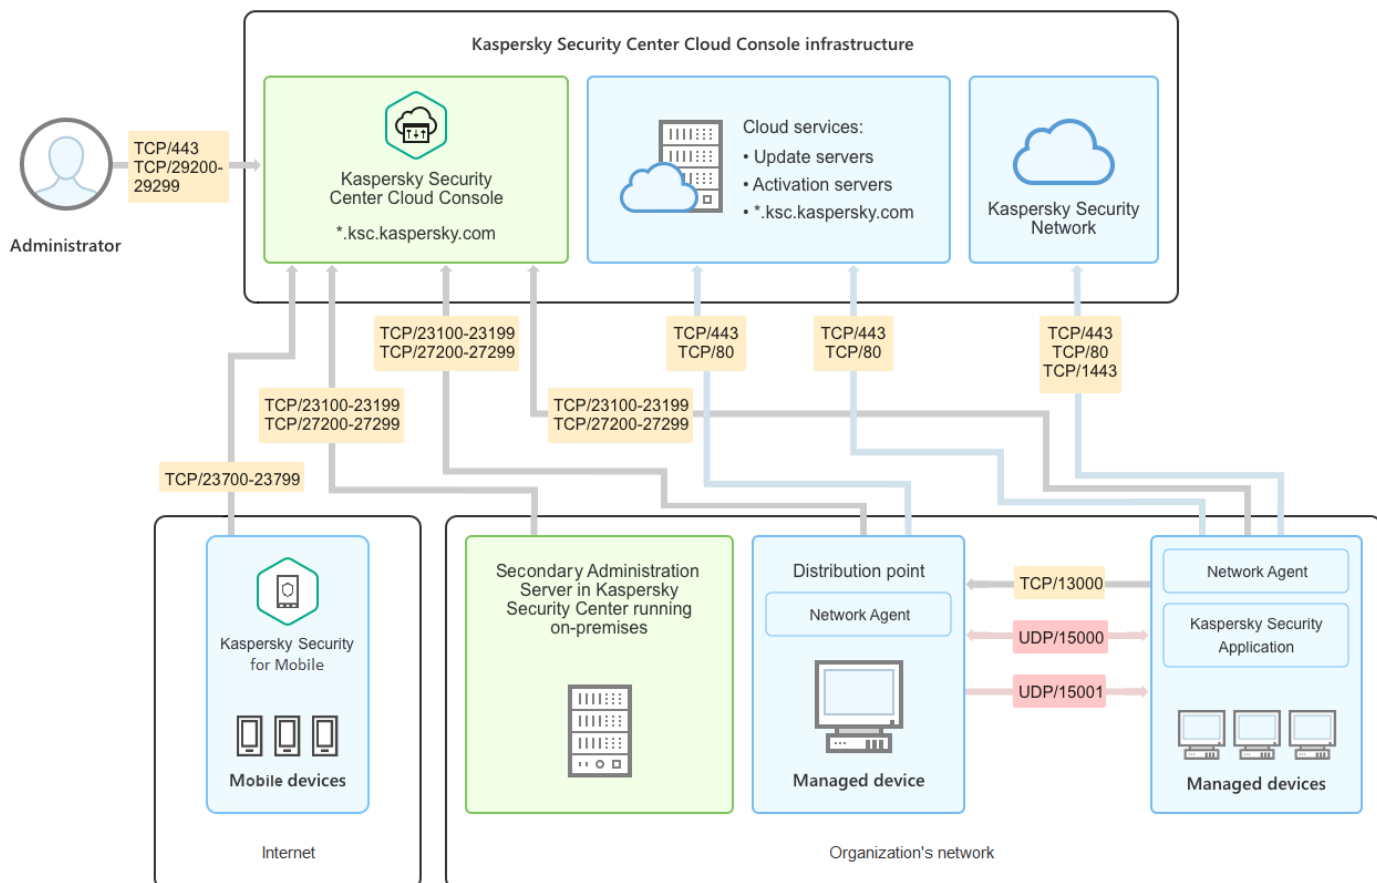 Kaspersky Security Center Cloud Console infrastructure
Administrator
TCP/443
TCP/29200-
29299
Kaspersky Security
Center Cloud Console
*.ksc.kaspersky.com
Cloud services:
• Update servers
• Activation servers
• *.ksc.kaspersky.com
Kaspersky Security
Network
TCP/23100-23199
TCP/27200-27299
TCP/443
TCP/80
TCP/443
TCP/80
TCP/443
TCP/80
TCP/1443
TCP/23100-23199
TCP/27200-27299
TCP/23100-23199
TCP/27200-27299
TCP/23700-23799
Kaspersky Security
for Mobile
Mobile devices
Internet
Secondary Administration
Server in Kaspersky
Security Center running
on-premises
Distribution point
Network Agent
Managed device
TCP/13000
UDP/15000
UDP/15001
Network Agent
Kaspersky Security
Application
Managed devices
Organization's network